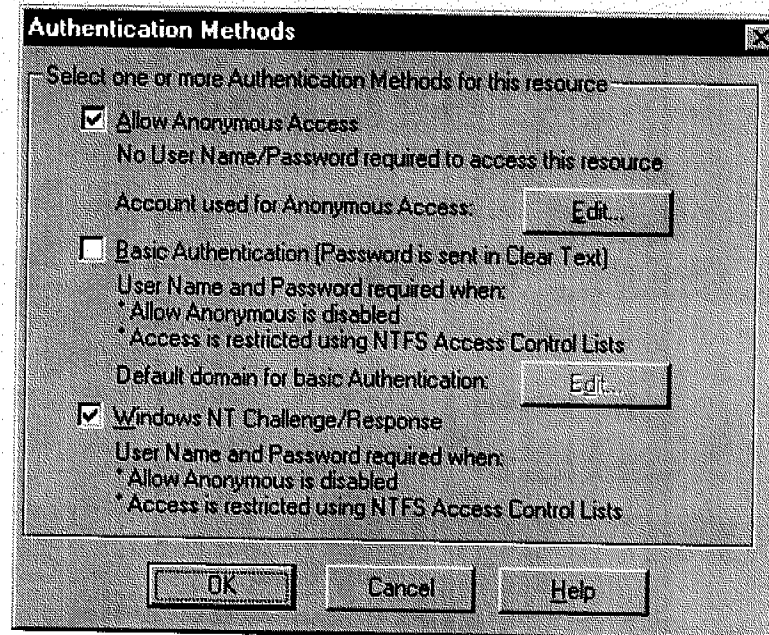 Authentication Methods
Select one or more Authentication Methods for this resource
Allow Anonymous Access
No User Name/Password required to access this resource
Account used for Anonymous Access: Edit...
Basic Authentication (Password is sent in Clear Text)
User Name and Password required when:
*Allow Anonymous is disabled
*Access is restricted using NTFS Access Control Lists
Default domain for basic Authentication: Edit...
Windows NT Challenge/Response
User Name and Password required when:
*Allow Anonymous is disabled
*Access is restricted using NTFS Access Control Lists
OK Cancel Help